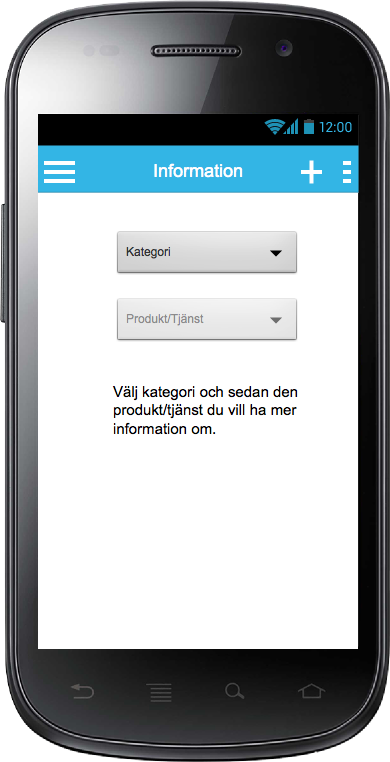 12:00
Information
Kategori
Produkt/Tjänst
Välj kategori och sedan den
produkt/tjänst du vill ha mer
information om.